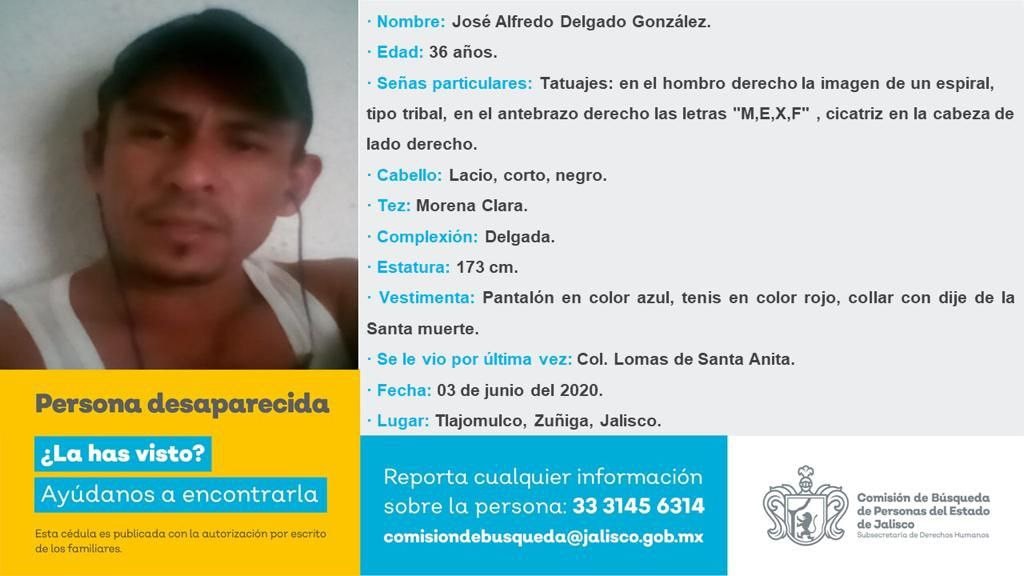 · Nombre: José Alfredo Delgado González.
· Edad: 36 años.
· Señas particulares: Tatuajes: en el hombro derecho la imagen de un espiral,
tipo tribal, en el antebrazo derecho las letras "M,E,X,F" , cicatriz en la cabeza de
lado derecho.
· Cabello: Lacio, corto, negro.
· Tez: Morena Clara.
· Complexión: Delgada.
· Estatura: 173 cm.
· Vestimenta: Pantalón en color azul, tenis en color rojo, collar con dije de la
Santa muerte.
· Se le vio por última vez: Col. Lomas de Santa Anita.
· Fecha: 03 de junio del 2020.
· Lugar: Tlajomulco, Zuñiga, Jalisco.
Persona desaparecida
¿La has visto?
Ayúdanos a encontrarla
Esta cédula es publicada con la autorización por escrito
de los familiares.
Reporta cualquier información
sobre la persona: 33 3145 6314
comisiondebusqueda@jalisco.gob.mx
Comisión de Búsqueda
de Personas del Estado
de Jalisco
Subsecretaría de Derechos Humanos